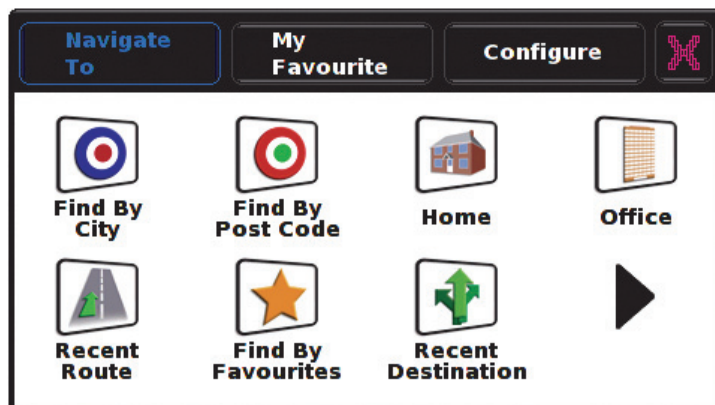 Navigate
To
My
Favourite
Configure
Find By
City
Find By
Post Code
Home
Office
Recent
Route
Find By
Favourites
Recent
Destination